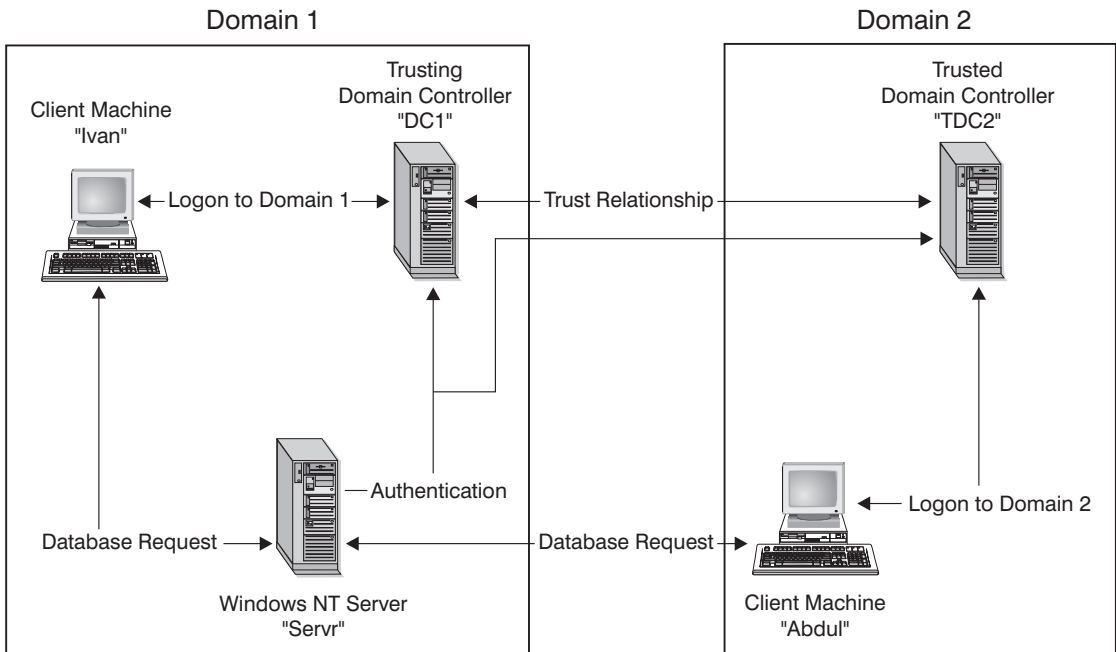 Domain 1
Domain 2
Trusting
Domain Controller
"DC1"
Trusted
Domain Controller
"TDC2"
Client Machine
"Ivan"
Logon to Domain 1
Trust Relationship
Authentication
Logon to Domain 2
Database Request
Database Request
Windows NT Server
"Servr"
Client Machine
"Abdul"